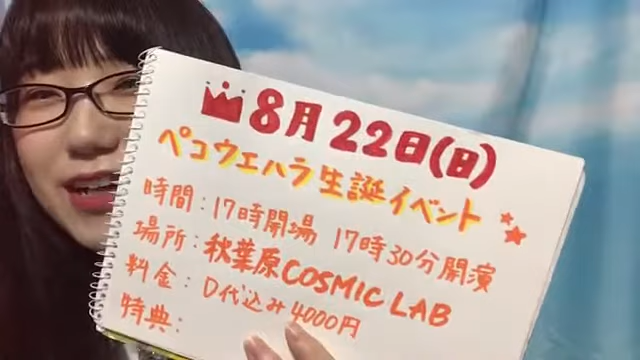 8月22日(日)
ペコウエハラ生誕イベント
時間:17時開場 17時30分開演
場所:秋葉原COSMIC LAB
料金:D代込み4000円
特典: